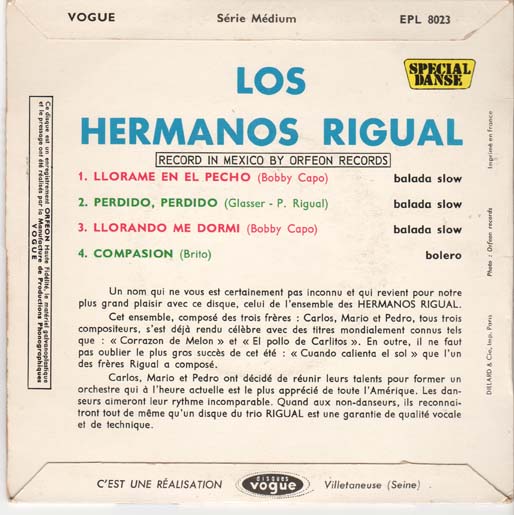 VOGUE Série Médium EPL 8023
SPECIAL
DANSE
LOS
HERMANOS RIGUAL
RECORD IN MEXICO BY ORFEON RECORDS
1. LLORAME EN EL PECHO (Bobby Capo) balada slow
2. PERDIDO, PERDIDO (Glasser - P. Rigual) balada slow
3. LLORANDO ME DORMI (Bobby Capo) balada slow
4. COMPASION (Brito) bolero
Un nom qui ne vous est certainement pas inconnu et qui revient pour notre
plus grand plaisir avec ce disque, celui de l'ensemble des HERMANOS RIGUAL.
Cet ensemble, composé des trois frères : Carlos, Mario et Pedro, tous trois
compositeurs, s'est déjà rendu célèbre avec des titres mondialement connus tels
que : « Corrazon de Melon » et « El pollo de Carlitos ». En outre, il ne faut
pas oublier le plus gros succès de cet été : « Cuando calienta el sol » que l'un
des frères Rigual a composé.
Carlos, Mario et Pedro ont décidé de réunir leurs talents pour former un
orchestre qui à l'heure actuelle est le plus apprécié de toute l'Amérique. Les dan-
seurs aimeront leur rythme incomparable. Quand aux non-danseurs, ils reconnaî-
tront tout de même qu'un disque du trio RIGUAL est une garantie de qualité vocale
et de technique.
Ce disque est un enregistrement ORFEON Haute Fidélité, le matériel galvanoplastique
et le pressage ont été réalisés par la Manufacture de Productions Phonographiques
VOGUE
Imprimé en France
Photo : Orfeon records
DILLARD & Cie, Imp. Paris
C'EST UNE RÉALISATION disques vogue Villetaneuse (Seine)